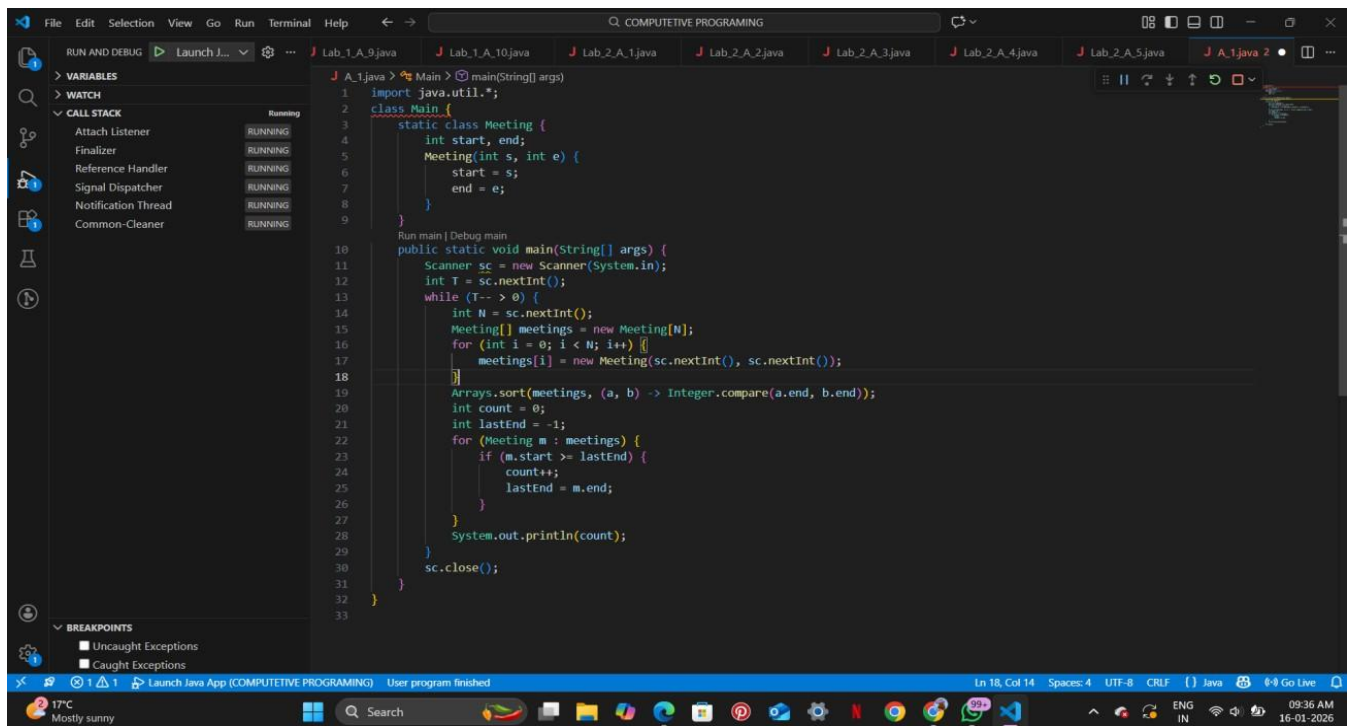 File Edit Selection View Go Run Terminal Help
COMPUTETIVE PROGRAMING
RUN AND DEBUG Launch J...
Lab_1_A_9.java Lab_1_A_10.java Lab_2_A_1.java Lab_2_A_2.java Lab_2_A_3.java Lab_2_A_4.java Lab_2_A_5.java A_1.java 2
VARIABLES
WATCH
CALL STACK Running
Attach Listener RUNNING
Finalizer RUNNING
Reference Handler RUNNING
Signal Dispatcher RUNNING
Notification Thread RUNNING
Common-Cleaner RUNNING
BREAKPOINTS
Uncaught Exceptions
Caught Exceptions
A_1.java > Main > main(String[] args)
1 import java.util.*;
2 class Main {
3 static class Meeting {
4 int start, end;
5 Meeting(int s, int e) {
6 start = s;
7 end = e;
8 }
9 }
Run main | Debug main
10 public static void main(String[] args) {
11 Scanner sc = new Scanner(System.in);
12 int T = sc.nextInt();
13 while (T-- > 0) {
14 int N = sc.nextInt();
15 Meeting[] meetings = new Meeting[N];
16 for (int i = 0; i < N; i++) {
17 meetings[i] = new Meeting(sc.nextInt(), sc.nextInt());
18 }
19 Arrays.sort(meetings, (a, b) -> Integer.compare(a.end, b.end));
20 int count = 0;
21 int lastEnd = -1;
22 for (Meeting m : meetings) {
23 if (m.start >= lastEnd) {
24 count++;
25 lastEnd = m.end;
26 }
27 }
28 System.out.println(count);
29 }
30 sc.close();
31 }
32 }
33
1 1 Launch Java App (COMPUTETIVE PROGRAMING) User program finished Ln 18, Col 14 Spaces: 4 UTF-8 CRLF {} Java Go Live
2 17°C
Mostly sunny
Search
99+
ENG
IN
09:36 AM
16-01-2026